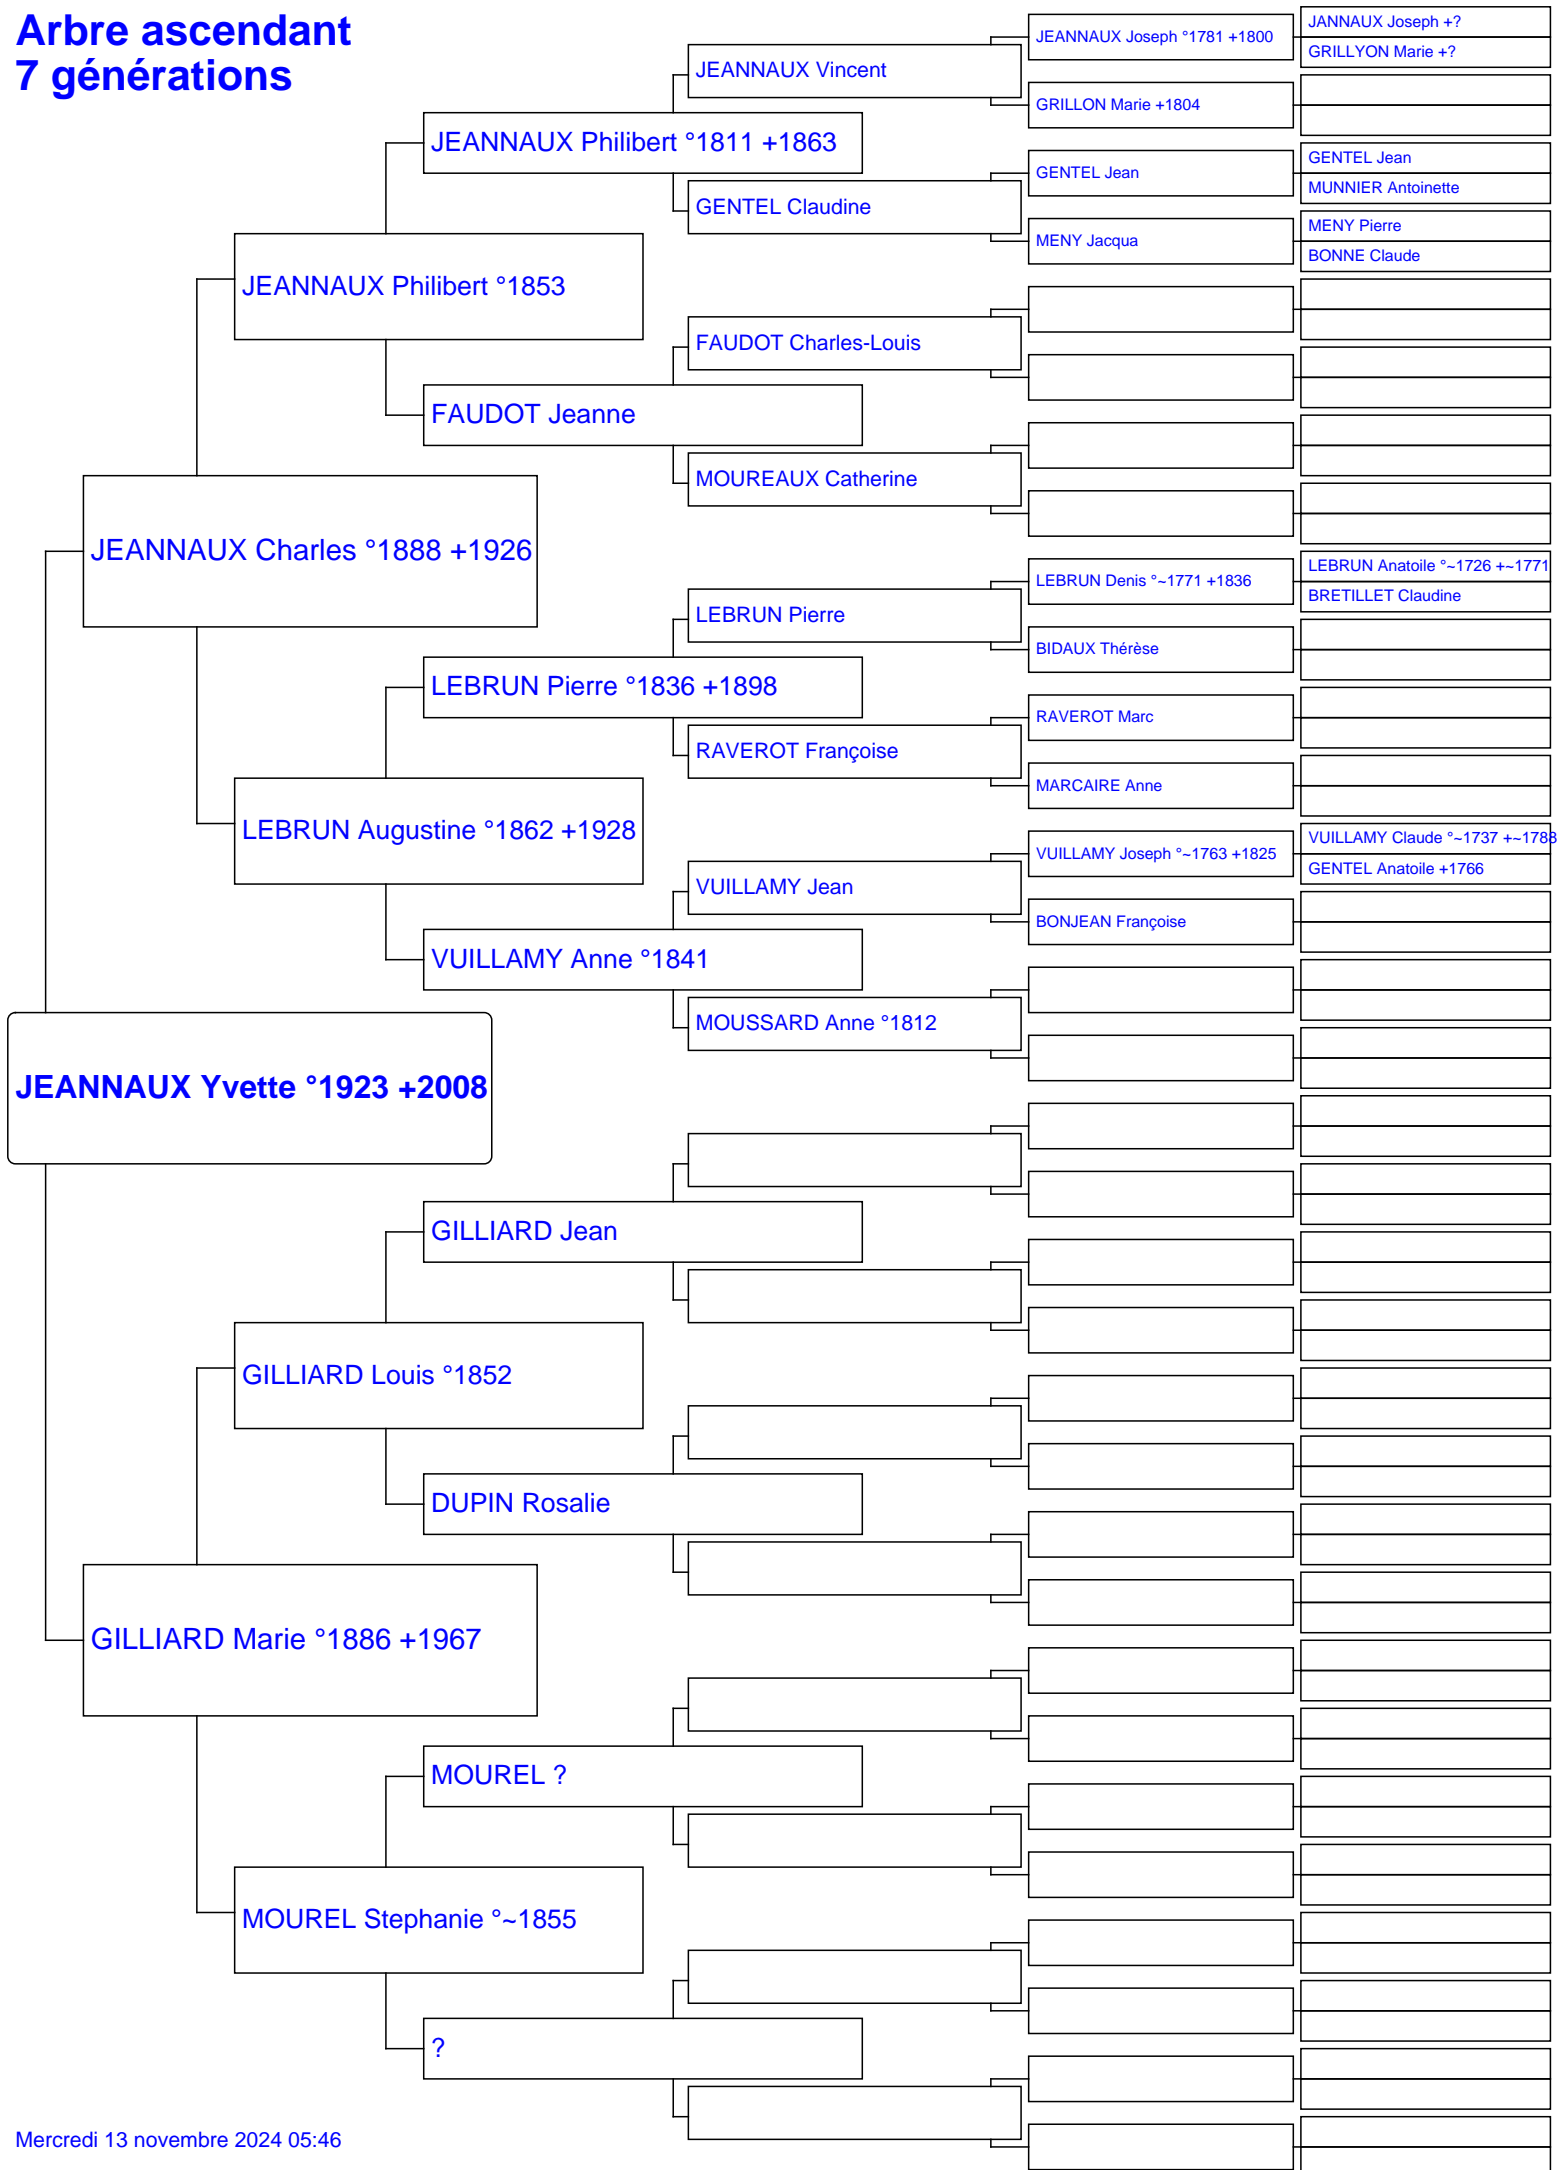 Arbre ascendant
7 générations
JEANNAUX Yvette °1923 +2008
JEANNAUX Charles °1888 +1926
GILLIARD Marie °1886 +1967
JEANNAUX Philibert °1853
LEBRUN Augustine °1862 +1928
GILLIARD Louis °1852
MOUREL Stephanie °~1855
JEANNAUX Philibert °1811 +1863
FAUDOT Jeanne
LEBRUN Pierre °1836 +1898
VUILLAMY Anne °1841
GILLIARD Jean
DUPIN Rosalie
MOUREL ?
?
JEANNAUX Vincent
GENTEL Claudine
FAUDOT Charles-Louis
MOUREAUX Catherine
LEBRUN Pierre
RAVEROT Françoise
VUILLAMY Jean
MOUSSARD Anne °1812
JEANNAUX Joseph °1781 +1800
GRILLON Marie +1804
GENTEL Jean
MENY Jacqua
LEBRUN Denis °~1771 +1836
BIDAUX Thérèse
RAVEROT Marc
MARCAIRE Anne
VUILLAMY Joseph °~1763 +1825
BONJEAN Françoise
JANNAUX Joseph +?
GRILLYON Marie +?
GENTEL Jean
MUNNIER Antoinette
MENY Pierre
BONNE Claude
LEBRUN Anatoile °~1726 +~1771
BRETILLET Claudine
VUILLAMY Claude °~1737 +~1788
GENTEL Anatoile +1766
Mercredi 13 novembre 2024 05:46